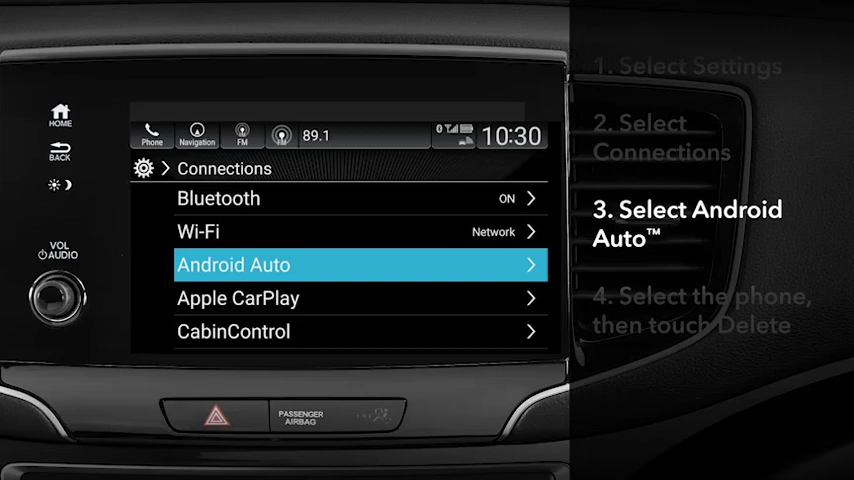 HOME
BACK
VOL
AUDIO
Phone
Navigation
FM
89.1
10:30
Connections
Bluetooth ON
Wi-Fi Network
Android Auto
Apple CarPlay
CabinControl
PASSENGER
AIRBAG
1. Select Settings
2. Select
Connections
3. Select Android
Auto™
4. Select the phone,
then touch Delete